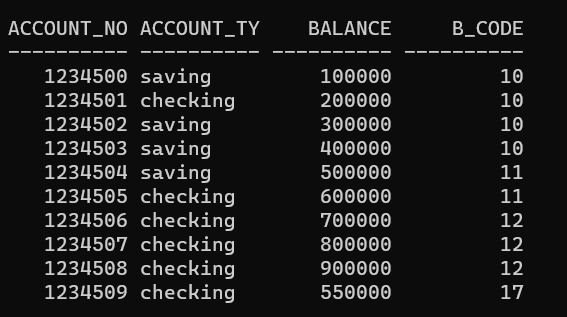 ACCOUNT_NO ACCOUNT_TY    BALANCE     B_CODE
---------- ---------- ---------- ----------
   1234500 saving         100000         10
   1234501 checking       200000         10
   1234502 saving         300000         10
   1234503 saving         400000         10
   1234504 saving         500000         11
   1234505 checking       600000         11
   1234506 checking       700000         12
   1234507 checking       800000         12
   1234508 checking       900000         12
   1234509 checking       550000         17